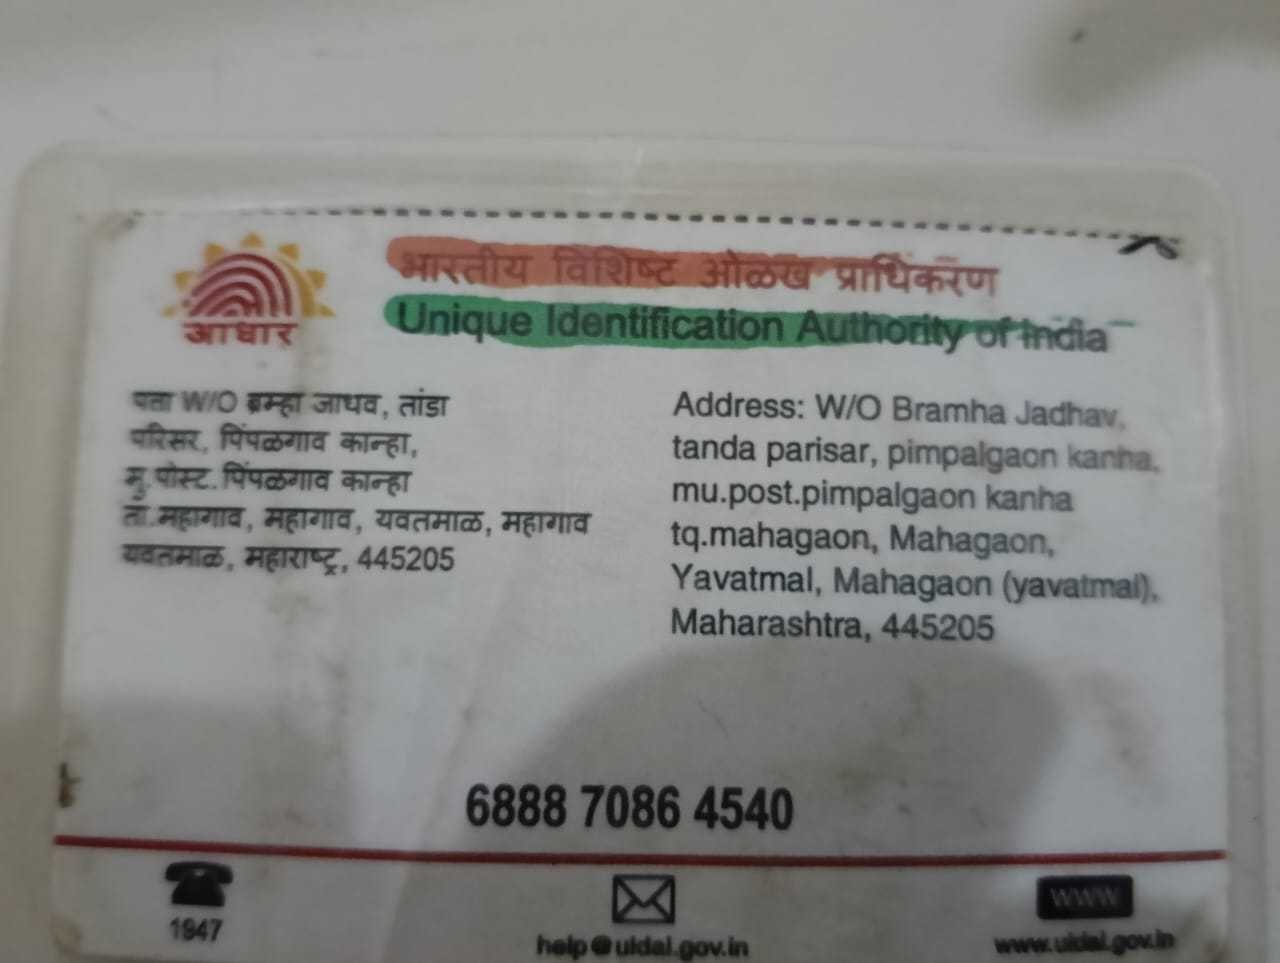 आधार
भारतीय विशिष्ट ओळख प्राधिकरण
Unique Identification Authority of India
पत्ता W/O ब्रम्हा जाधव, तांडा
परिसर, पिंपळगाव कान्हा,
मु.पोस्ट.पिंपळगाव कान्हा
ता.महागाव, महागाव, यवतमाळ, महागाव
यवतमाळ, महाराष्ट्र, 445205
Address: W/O Bramha Jadhav,
tanda parisar, pimpalgaon kanha,
mu.post.pimpalgaon kanha
tq.mahagaon, Mahagaon,
Yavatmal, Mahagaon (yavatmal),
Maharashtra, 445205
6888 7086 4540
1947
help@uidai.gov.in
WWW
www.uidai.gov.in